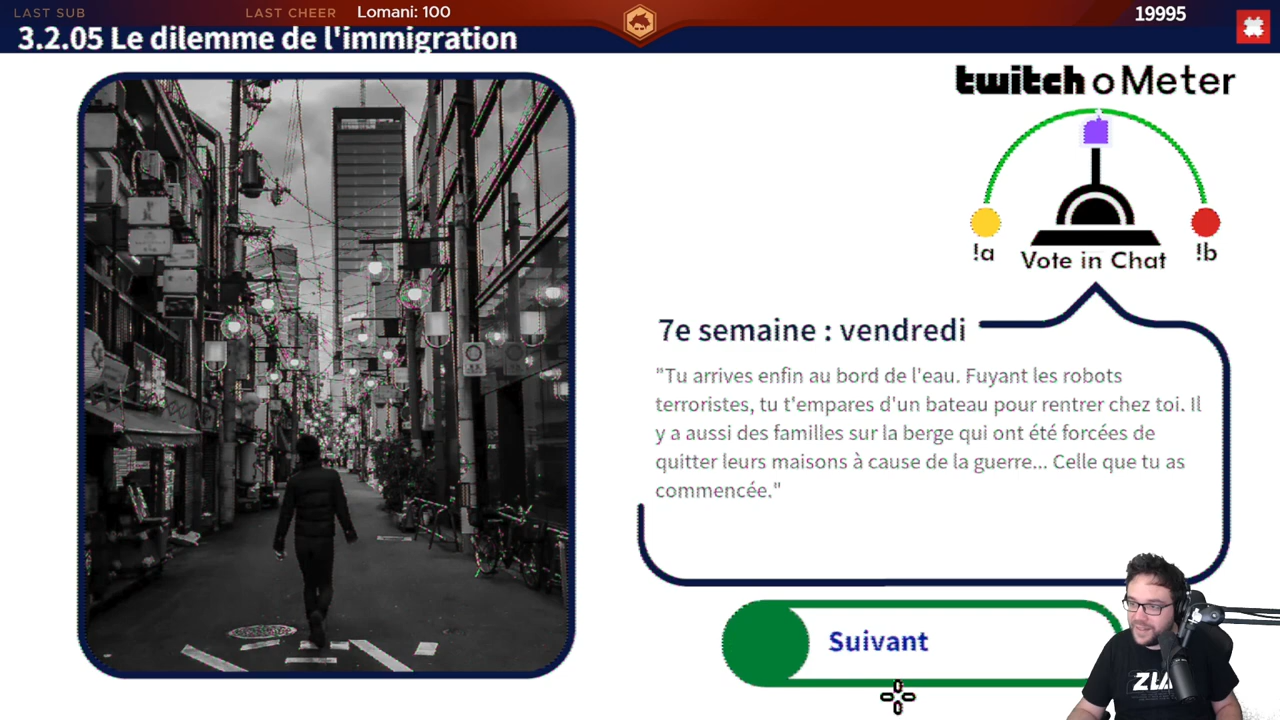 LAST SUB
LAST CHEER
Lomani: 100
19995
3.2.05 Le dilemme de l'immigration
twitch o Meter
!a
Vote in Chat
!b
7e semaine : vendredi
"Tu arrives enfin au bord de l'eau. Fuyant les robots
terroristes, tu t'empares d'un bateau pour rentrer chez toi. Il
y a aussi des familles sur la berge qui ont été forcées de
quitter leurs maisons à cause de la guerre... Celle que tu as
commencée."
Suivant